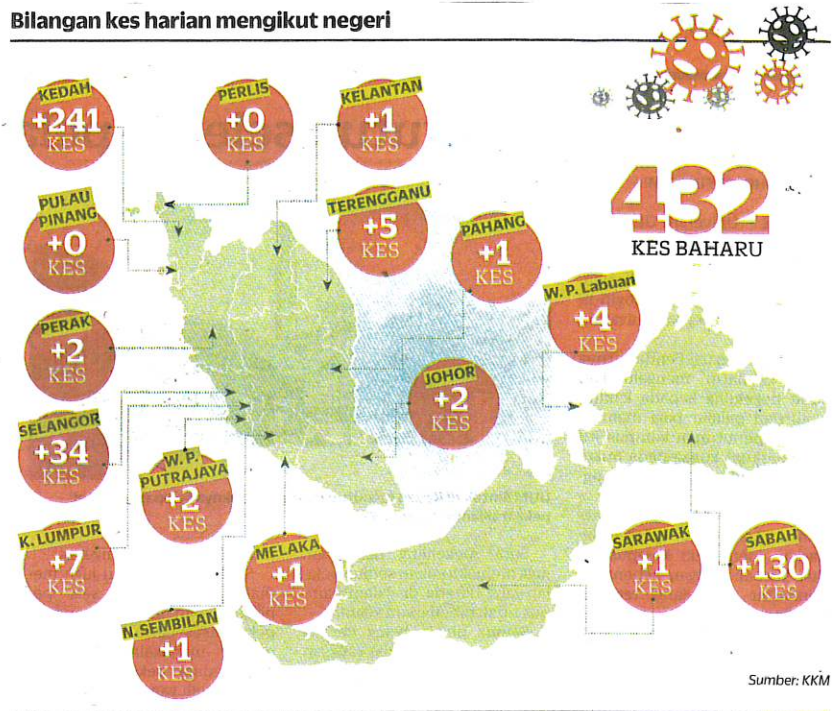 Bilangan kes harian mengikut negeri
KEDAH
+241
KES
PERLIS
+0
KES
KELANTAN
+1
KES
432
KES BAHARU
PULAU
PINANG
+0
KES
TERENGGANU
+5
KES
PAHANG
+1
KES
W. P. Labuan
+4
KES
PERAK
+2
KES
JOHOR
+2
KES
SELANGOR
+34
KES
W. P.
PUTRAJAYA
+2
KES
K. LUMPUR
+7
KES
MELAKA
+1
KES
SARAWAK
+1
KES
SABAH
+130
KES
N. SEMBILAN
+1
KES
Sumber: KKM